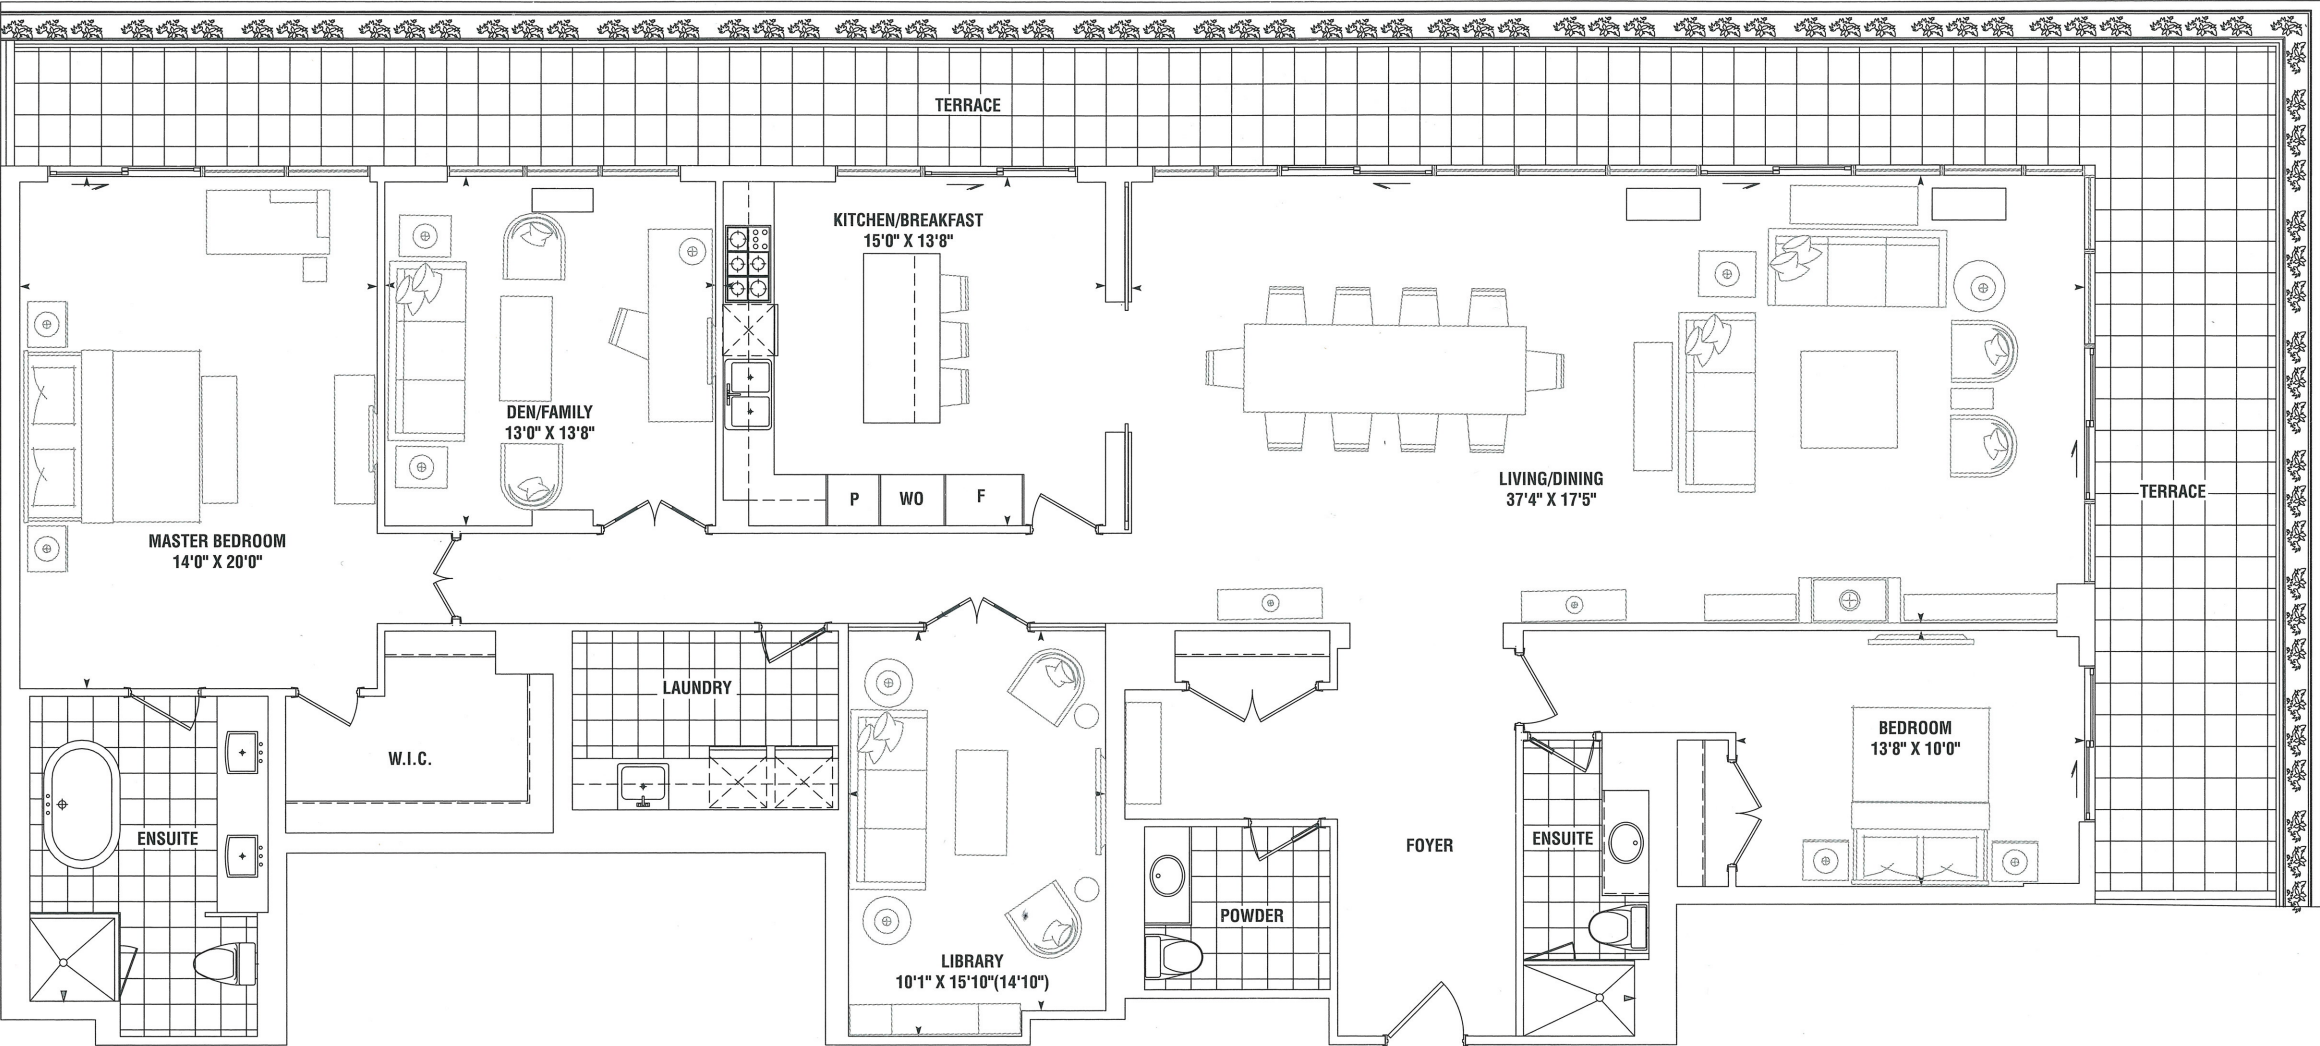 TERRACE
KITCHEN/BREAKFAST
15'0" X 13'8"
DEN/FAMILY
13'0" X 13'8"
P
WO
F
LIVING/DINING
37'4" X 17'5"
TERRACE
MASTER BEDROOM
14'0" X 20'0"
LAUNDRY
W.I.C.
BEDROOM
13'8" X 10'0"
ENSUITE
FOYER
ENSUITE
POWDER
LIBRARY
10'1" X 15'10"(14'10")